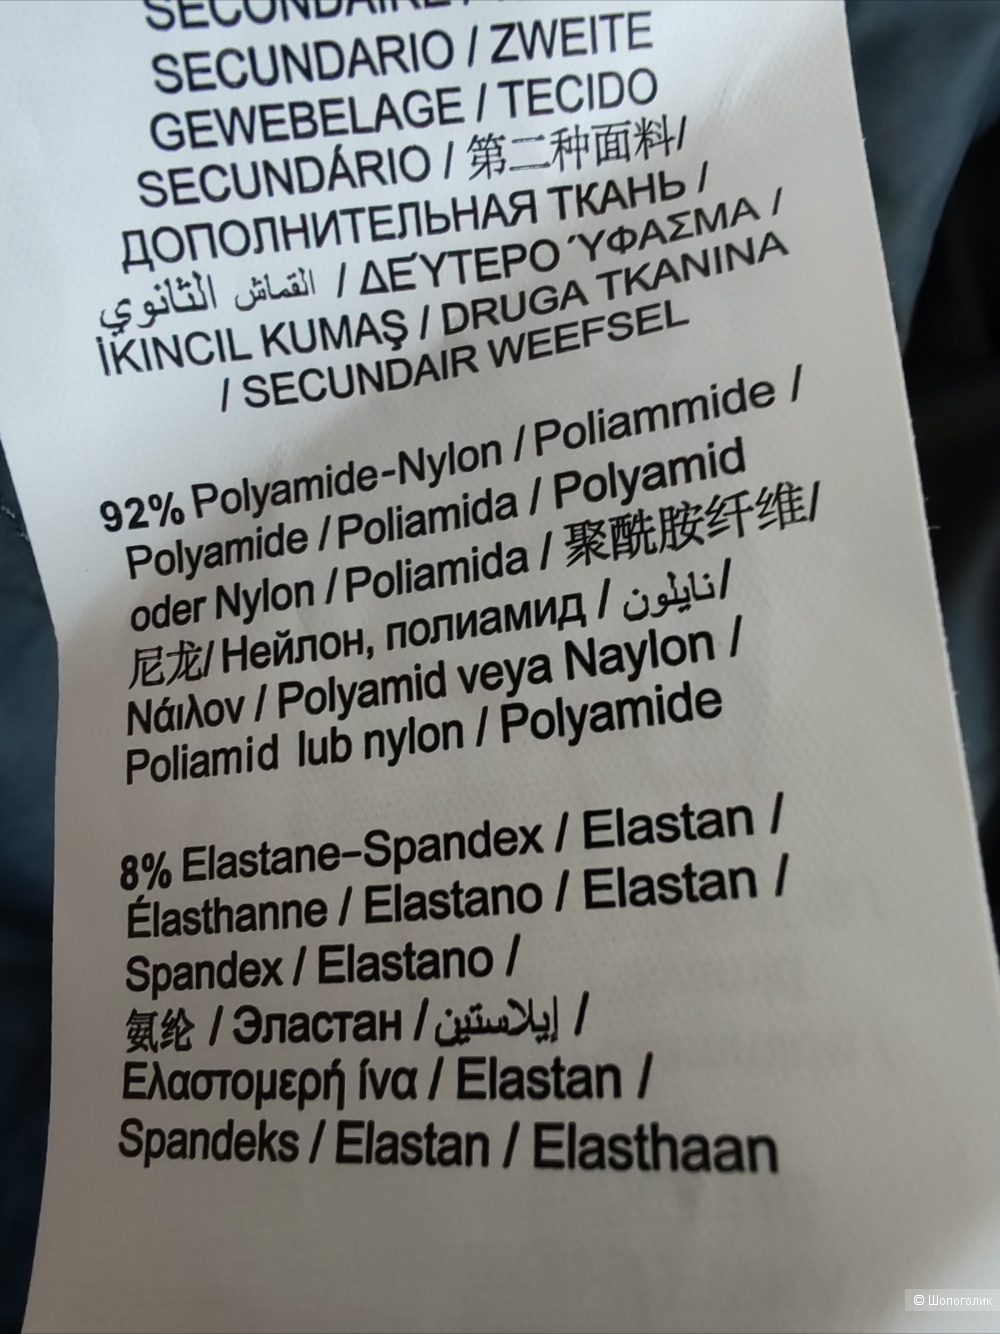 SECONDAIRE /
SECUNDARIO / ZWEITE
GEWEBELAGE / TECIDO
SECUNDÁRIO / 第二种面料/
ДОПОЛНИТЕЛЬНАЯ ТКАНЬ /
القماش الثانوي / ΔΕΎΤΕΡΟ ΎΦΑΣΜΑ /
İKINCIL KUMAŞ / DRUGA TKANINA
/ SECUNDAIR WEEFSEL
92% Polyamide-Nylon / Poliammide /
Polyamide / Poliamida / Polyamid
oder Nylon / Poliamida / 聚酰胺纤维/
尼龙/ Нейлон, полиамид / نايلون/
Νάιλον / Polyamid veya Naylon /
Poliamid lub nylon / Polyamide
8% Elastane-Spandex / Elastan /
Élasthanne / Elastano / Elastan /
Spandex / Elastano /
氨纶 / Эластан / إيلاستين /
Ελαστομερή ίνα / Elastan /
Spandeks / Elastan / Elasthaan
© Шопоголик